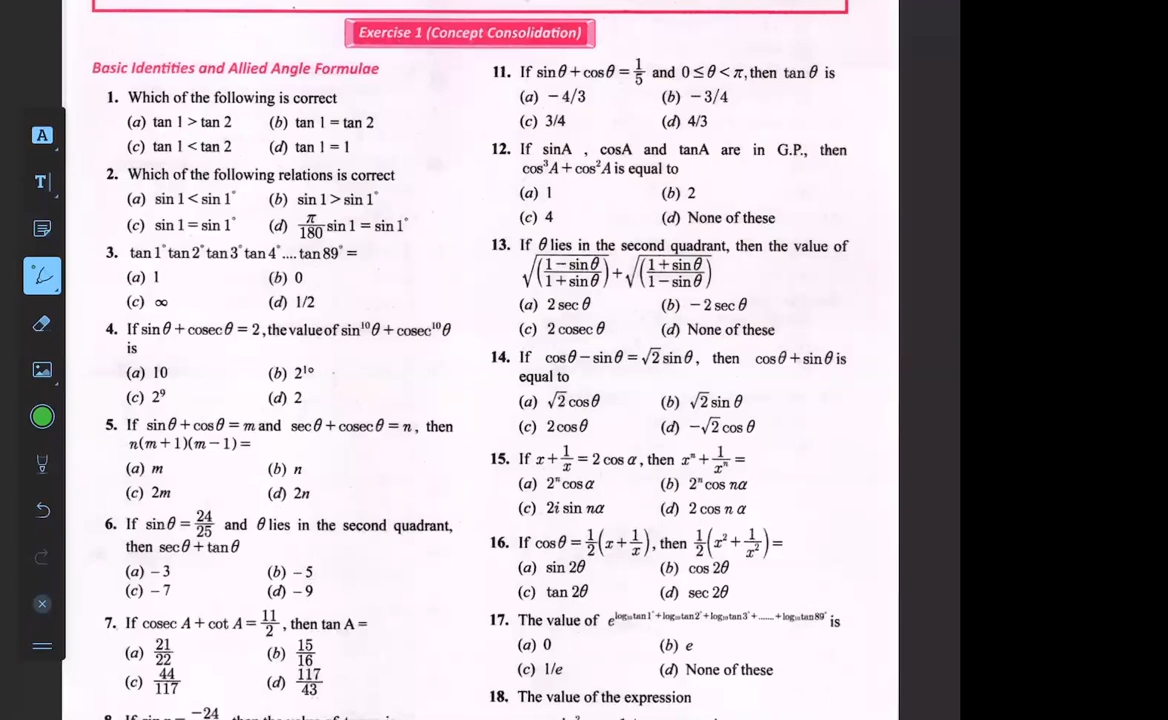 Exercise 1 (Concept Consolidation)
Basic Identities and Allied Angle Formulae
1. Which of the following is correct
(a) tan 1 > tan 2 (b) tan 1 = tan 2
(c) tan 1 < tan 2 (d) tan 1 = 1
2. Which of the following relations is correct
(a) sin 1 < sin 1° (b) sin 1 > sin 1°
(c) sin 1 = sin 1° (d) π/180 sin 1 = sin 1°
3. tan 1° tan 2° tan 3° tan 4° .... tan 89° =
(a) 1 (b) 0
(c) ∞ (d) 1/2
4. If sin θ + cosec θ = 2, the value of sin¹⁰ θ + cosec¹⁰ θ
is
(a) 10 (b) 2¹⁰
(c) 2⁹ (d) 2
5. If sin θ + cos θ = m and sec θ + cosec θ = n, then
n(m + 1)(m − 1) =
(a) m (b) n
(c) 2m (d) 2n
6. If sin θ = 24/25 and θ lies in the second quadrant,
then sec θ + tan θ
(a) − 3 (b) − 5
(c) − 7 (d) − 9
7. If cosec A + cot A = 11/2, then tan A =
(a) 21/22 (b) 15/16
(c) 44/117 (d) 117/43
−24
11. If sin θ + cos θ = 1/5 and 0 ≤ θ < π, then tan θ is
(a) − 4/3 (b) − 3/4
(c) 3/4 (d) 4/3
12. If sinA , cosA and tanA are in G.P., then
cos³ A + cos² A is equal to
(a) 1 (b) 2
(c) 4 (d) None of these
13. If θ lies in the second quadrant, then the value of
√((1 − sin θ)/(1 + sin θ)) + √((1 + sin θ)/(1 − sin θ))
(a) 2 sec θ (b) − 2 sec θ
(c) 2 cosec θ (d) None of these
14. If cos θ − sin θ = √2 sin θ, then cos θ + sin θ is
equal to
(a) √2 cos θ (b) √2 sin θ
(c) 2 cos θ (d) −√2 cos θ
15. If x + 1/x = 2 cos α, then xⁿ + 1/xⁿ =
(a) 2ⁿ cos α (b) 2ⁿ cos nα
(c) 2i sin nα (d) 2 cos n α
16. If cos θ = 1/2 (x + 1/x), then 1/2 (x² + 1/x²) =
(a) sin 2θ (b) cos 2θ
(c) tan 2θ (d) sec 2θ
17. The value of e^(log₁₀ tan 1° + log₁₀ tan 2° + log₁₀ tan 3° + ....... + log₁₀ tan 89°) is
(a) 0 (b) e
(c) 1/e (d) None of these
18. The value of the expression